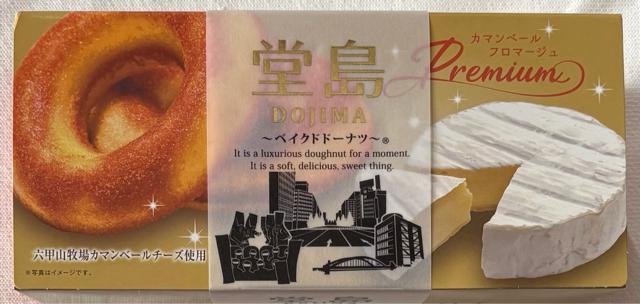 カマンベール
フロマージュ
Premium
堂島
DOJIMA
～ベイクドドーナツ～®
It is a luxurious doughnut for a moment.
It is a soft, delicious, sweet thing.
六甲山牧場カマンベールチーズ使用
※写真はイメージです。